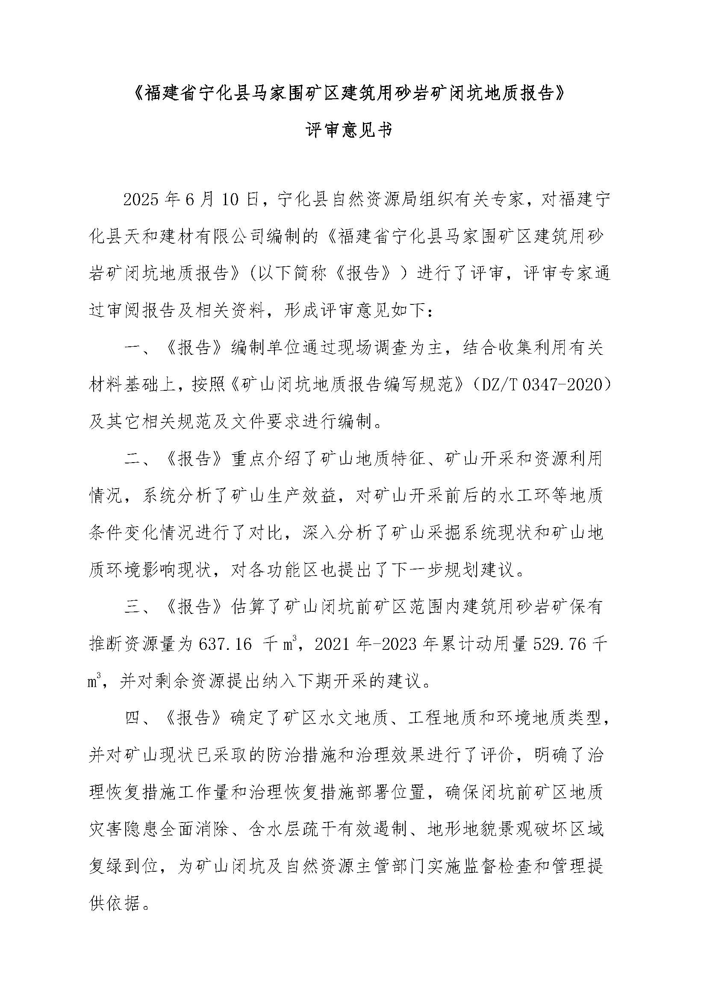 《福建省宁化县马家围矿区建筑用砂岩矿闭坑地质报告》
评审意见书
2025年6月10日，宁化县自然资源局组织有关专家，对福建宁
化县天和建材有限公司编制的《福建省宁化县马家围矿区建筑用砂
岩矿闭坑地质报告》(以下简称《报告》）进行了评审，评审专家通
过审阅报告及相关资料，形成评审意见如下：
一、《报告》编制单位通过现场调查为主，结合收集利用有关
材料基础上，按照《矿山闭坑地质报告编写规范》（DZ/T 0347-2020）
及其它相关规范及文件要求进行编制。
二、《报告》重点介绍了矿山地质特征、矿山开采和资源利用
情况，系统分析了矿山生产效益，对矿山开采前后的水工环等地质
条件变化情况进行了对比，深入分析了矿山采掘系统现状和矿山地
质环境影响现状，对各功能区也提出了下一步规划建议。
三、《报告》估算了矿山闭坑前矿区范围内建筑用砂岩矿保有
推断资源量为637.16 千m³，2021年-2023年累计动用量529.76千
m³，并对剩余资源提出纳入下期开采的建议。
四、《报告》确定了矿区水文地质、工程地质和环境地质类型，
并对矿山现状已采取的防治措施和治理效果进行了评价，明确了治
理恢复措施工作量和治理恢复措施部署位置，确保闭坑前矿区地质
灾害隐患全面消除、含水层疏干有效遏制、地形地貌景观破坏区域
复绿到位，为矿山闭坑及自然资源主管部门实施监督检查和管理提
供依据。